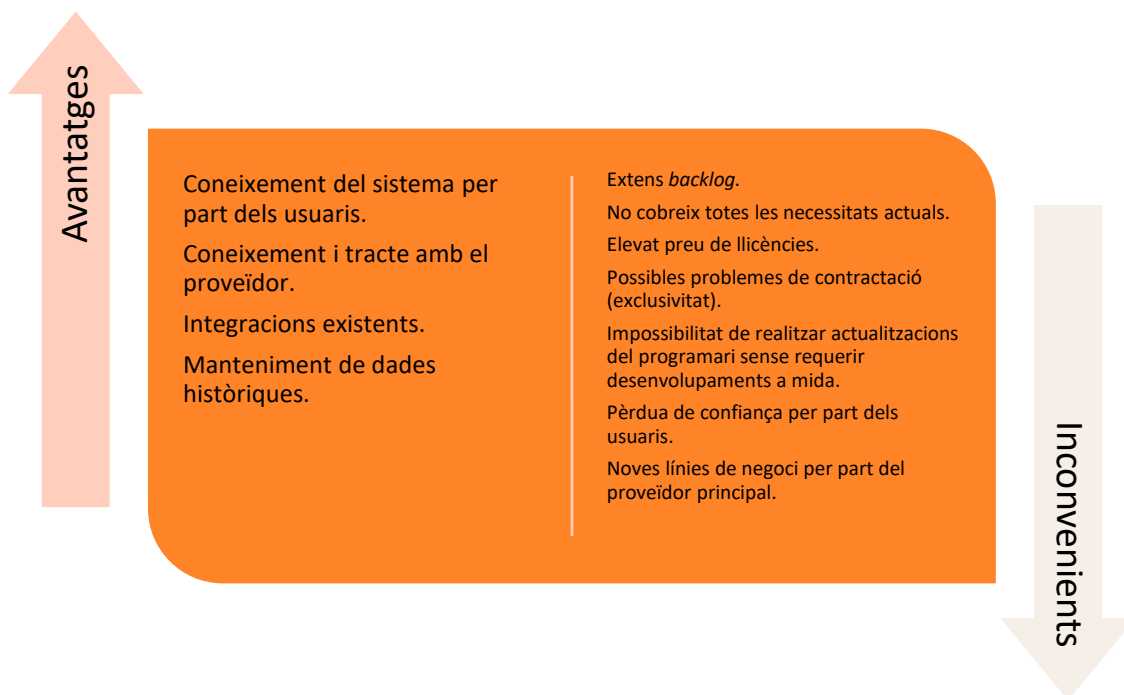 Avantatges
Coneixement del sistema per
part dels usuaris.
Coneixement i tracte amb el
proveïdor.
Integracions existents.
Manteniment de dades
històriques.
Extens backlog.
No cobreix totes les necessitats actuals.
Elevat preu de llicències.
Possibles problemes de contractació
(exclusivitat).
Impossibilitat de realitzar actualitzacions
del programari sense requerir
desenvolupaments a mida.
Pèrdua de confiança per part dels
usuaris.
Noves línies de negoci per part del
proveïdor principal.
Inconvenients